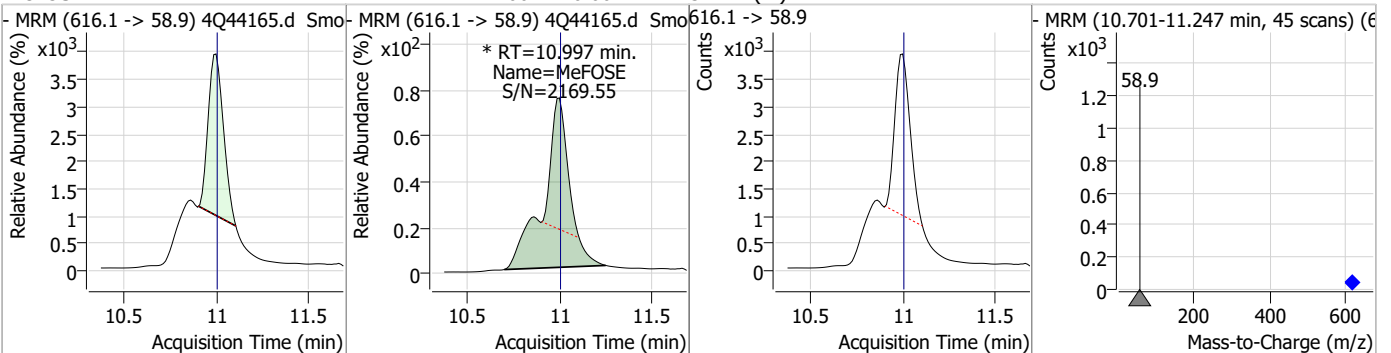 - MRM (616.1 -> 58.9) 4Q44165.d Smo
Relative Abundance (%)
x10³
3.5
3
2.5
2
1.5
1
0.5
0
10.5
11
11.5
Acquisition Time (min)
- MRM (616.1 -> 58.9) 4Q44165.d Smo
Relative Abundance (%)
x10²
* RT=10.997 min.
Name=MeFOSE
S/N=2169.55
0.8
0.6
0.4
0.2
0
10.5
11
11.5
Acquisition Time (min)
616.1 -> 58.9
Counts
x10³
3.5
3
2.5
2
1.5
1
0.5
0
10.5
11
11.5
Acquisition Time (min)
- MRM (10.701-11.247 min, 45 scans) (6
Counts
x10³
58.9
1.2
1
0.8
0.6
0.4
0.2
0
200
400
600
Mass-to-Charge (m/z)